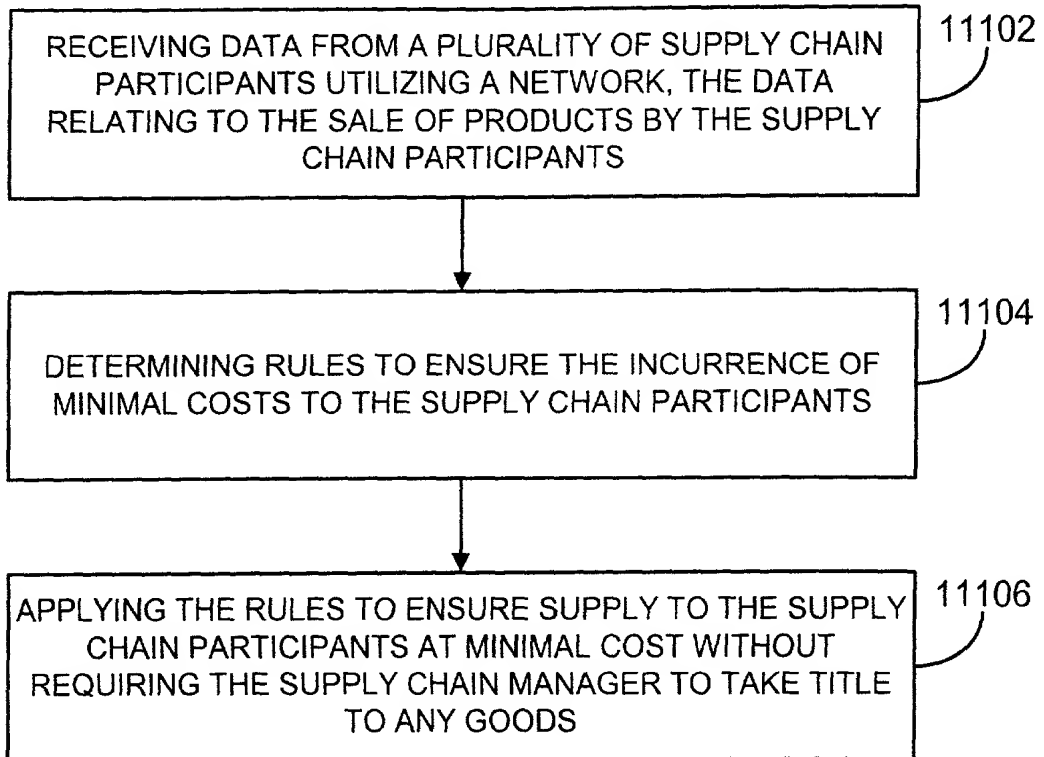 RECEIVING DATA FROM A PLURALITY OF SUPPLY CHAIN
PARTICIPANTS UTILIZING A NETWORK, THE DATA
RELATING TO THE SALE OF PRODUCTS BY THE SUPPLY
CHAIN PARTICIPANTS
11102
DETERMINING RULES TO ENSURE THE INCURRENCE OF
MINIMAL COSTS TO THE SUPPLY CHAIN PARTICIPANTS
11104
APPLYING THE RULES TO ENSURE SUPPLY TO THE SUPPLY
CHAIN PARTICIPANTS AT MINIMAL COST WITHOUT
REQUIRING THE SUPPLY CHAIN MANAGER TO TAKE TITLE
TO ANY GOODS
11106